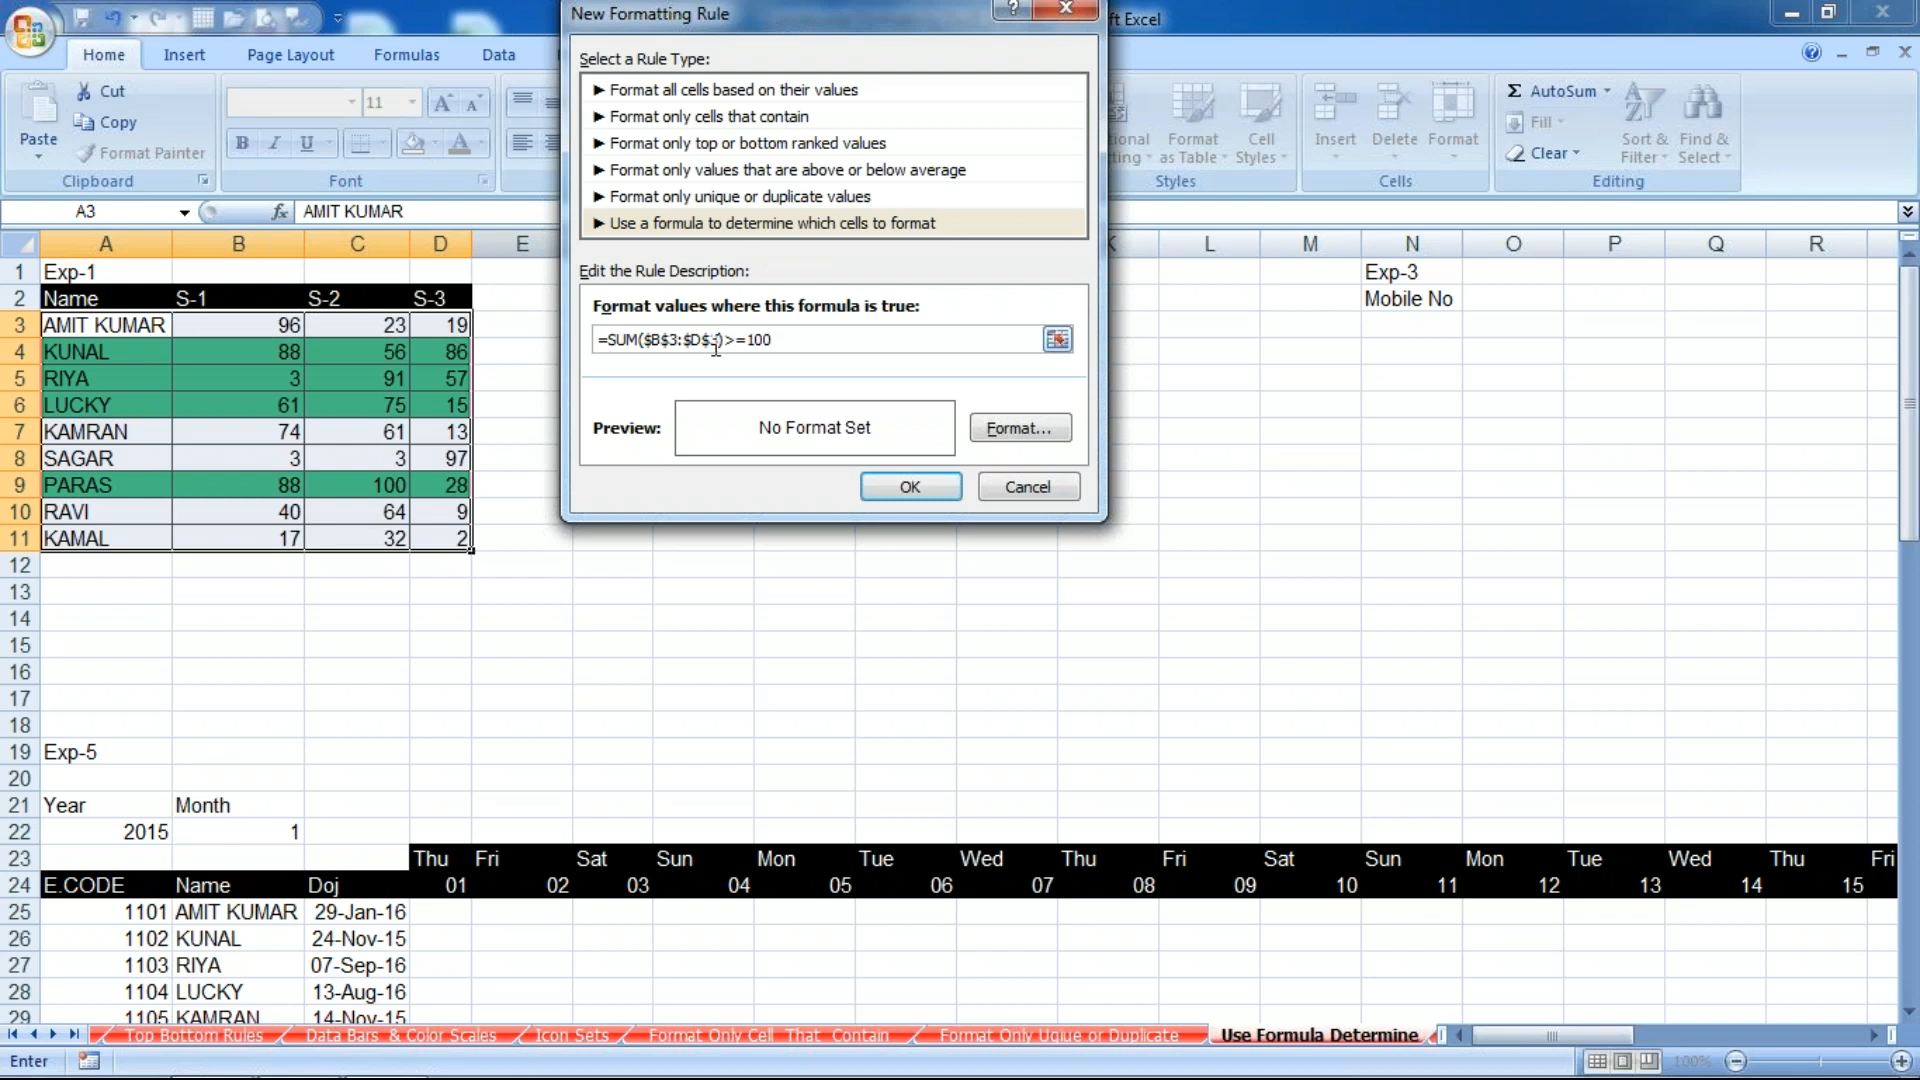 New Formatting Rule
ft Excel
Home Insert Page Layout Formulas Data
Select a Rule Type:
► Format all cells based on their values
► Format only cells that contain
► Format only top or bottom ranked values
► Format only values that are above or below average
► Format only unique or duplicate values
► Use a formula to determine which cells to format
Paste Cut
Copy
Format Painter
Clipboard
11
Font
Format as Table
Cell Styles
Styles
Insert Delete Format
Cells
Σ AutoSum
Fill
Clear
Sort & Filter
Find & Select
Editing
A3 fx AMIT KUMAR
Edit the Rule Description:
Format values where this formula is true:
Preview: No Format Set Format...
OK Cancel
A B C D E L M N O P Q R
1 Exp-1 Exp-3
2 Name S-1 S-2 S-3 Mobile No
3 AMIT KUMAR 96 23 19
4 KUNAL 88 56 86
5 RIYA 3 91 57
6 LUCKY 61 75 15
7 KAMRAN 74 61 13
8 SAGAR 3 3 97
9 PARAS 88 100 28
10 RAVI 40 64 9
11 KAMAL 17 32 2
12
13
14
15
16
17
18
19 Exp-5
20
21 Year Month
22 2015 1
23 Thu Fri Sat Sun Mon Tue Wed Thu Fri Sat Sun Mon Tue Wed Thu Fri
24 E.CODE Name Doj 01 02 03 04 05 06 07 08 09 10 11 12 13 14 15
25 1101 AMIT KUMAR 29-Jan-16
26 1102 KUNAL 24-Nov-15
27 1103 RIYA 07-Sep-16
28 1104 LUCKY 13-Aug-16
29 1105 KAMRAN 14-Nov-15
Top Bottom Rules Data Bars & Color Scales Icon Sets Format Only Cell That Contain Format Only Uqiue or Duplicate Use Formula Determine
Enter 100%